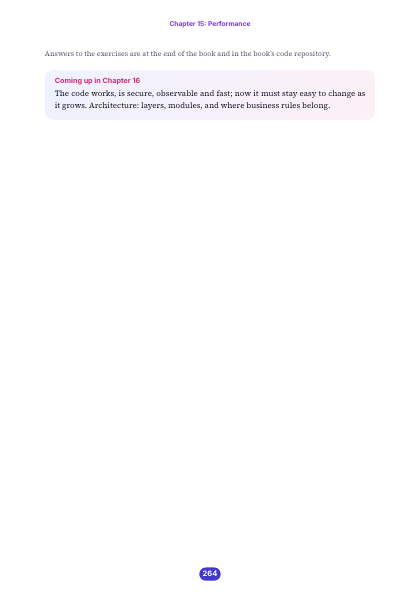 Chapter 15: Performance
Answers to the exercises are at the end of the book and in the book's code repository.
Coming up in Chapter 16
The code works, is secure, observable and fast; now it must stay easy to change as
it grows. Architecture: layers, modules, and where business rules belong.
264